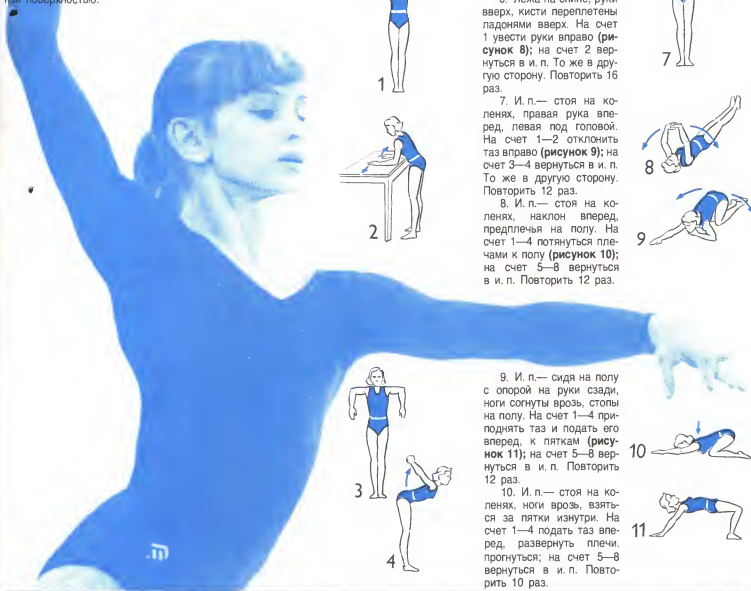 ной поверхностью.
6. Лежа на спине, руки
вверх, кисти переплетены
ладонями вверх. На счет
1 увести руки вправо (ри-
сунок 8); на счет 2 вер-
нуться в и. п. То же в дру-
гую сторону. Повторить 16
раз.
7. И. п.— стоя на ко-
ленях, правая рука впе-
ред, левая под головой.
На счет 1—2 отклонить
таз вправо (рисунок 9); на
счет 3—4 вернуться в и. п.
То же в другую сторону.
Повторить 12 раз.
8. И. п.— стоя на ко-
ленях, наклон вперед,
предплечья на полу. На
счет 1—4 потянуться пле-
чами к полу (рисунок 10);
на счет 5—8 вернуться
в и. п. Повторить 12 раз.
9. И. п.— сидя на полу
с опорой на руки сзади,
ноги согнуты врозь, стопы
на полу. На счет 1—4 при-
поднять таз и подать его
вперед, к пяткам (рису-
нок 11); на счет 5—8 вер-
нуться в и. п. Повторить
12 раз.
10. И. п.— стоя на ко-
ленях, ноги врозь, взять-
ся за пятки изнутри. На
счет 1—4 подать таз впе-
ред, развернуть плечи,
прогнуться; на счет 5—8
вернуться в и. п. Повто-
рить 10 раз.
1
2
3
4
7
8
9
10
11